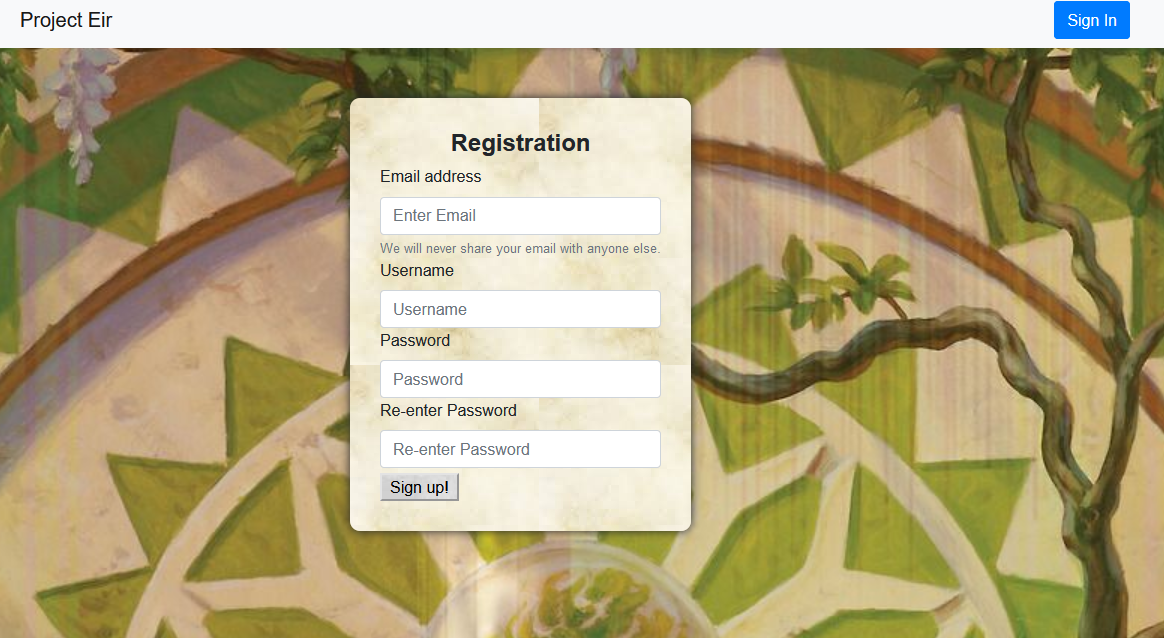 Project Eir
Sign In
Registration
Email address
Enter Email
We will never share your email with anyone else.
Username
Username
Password
Password
Re-enter Password
Re-enter Password
Sign up!